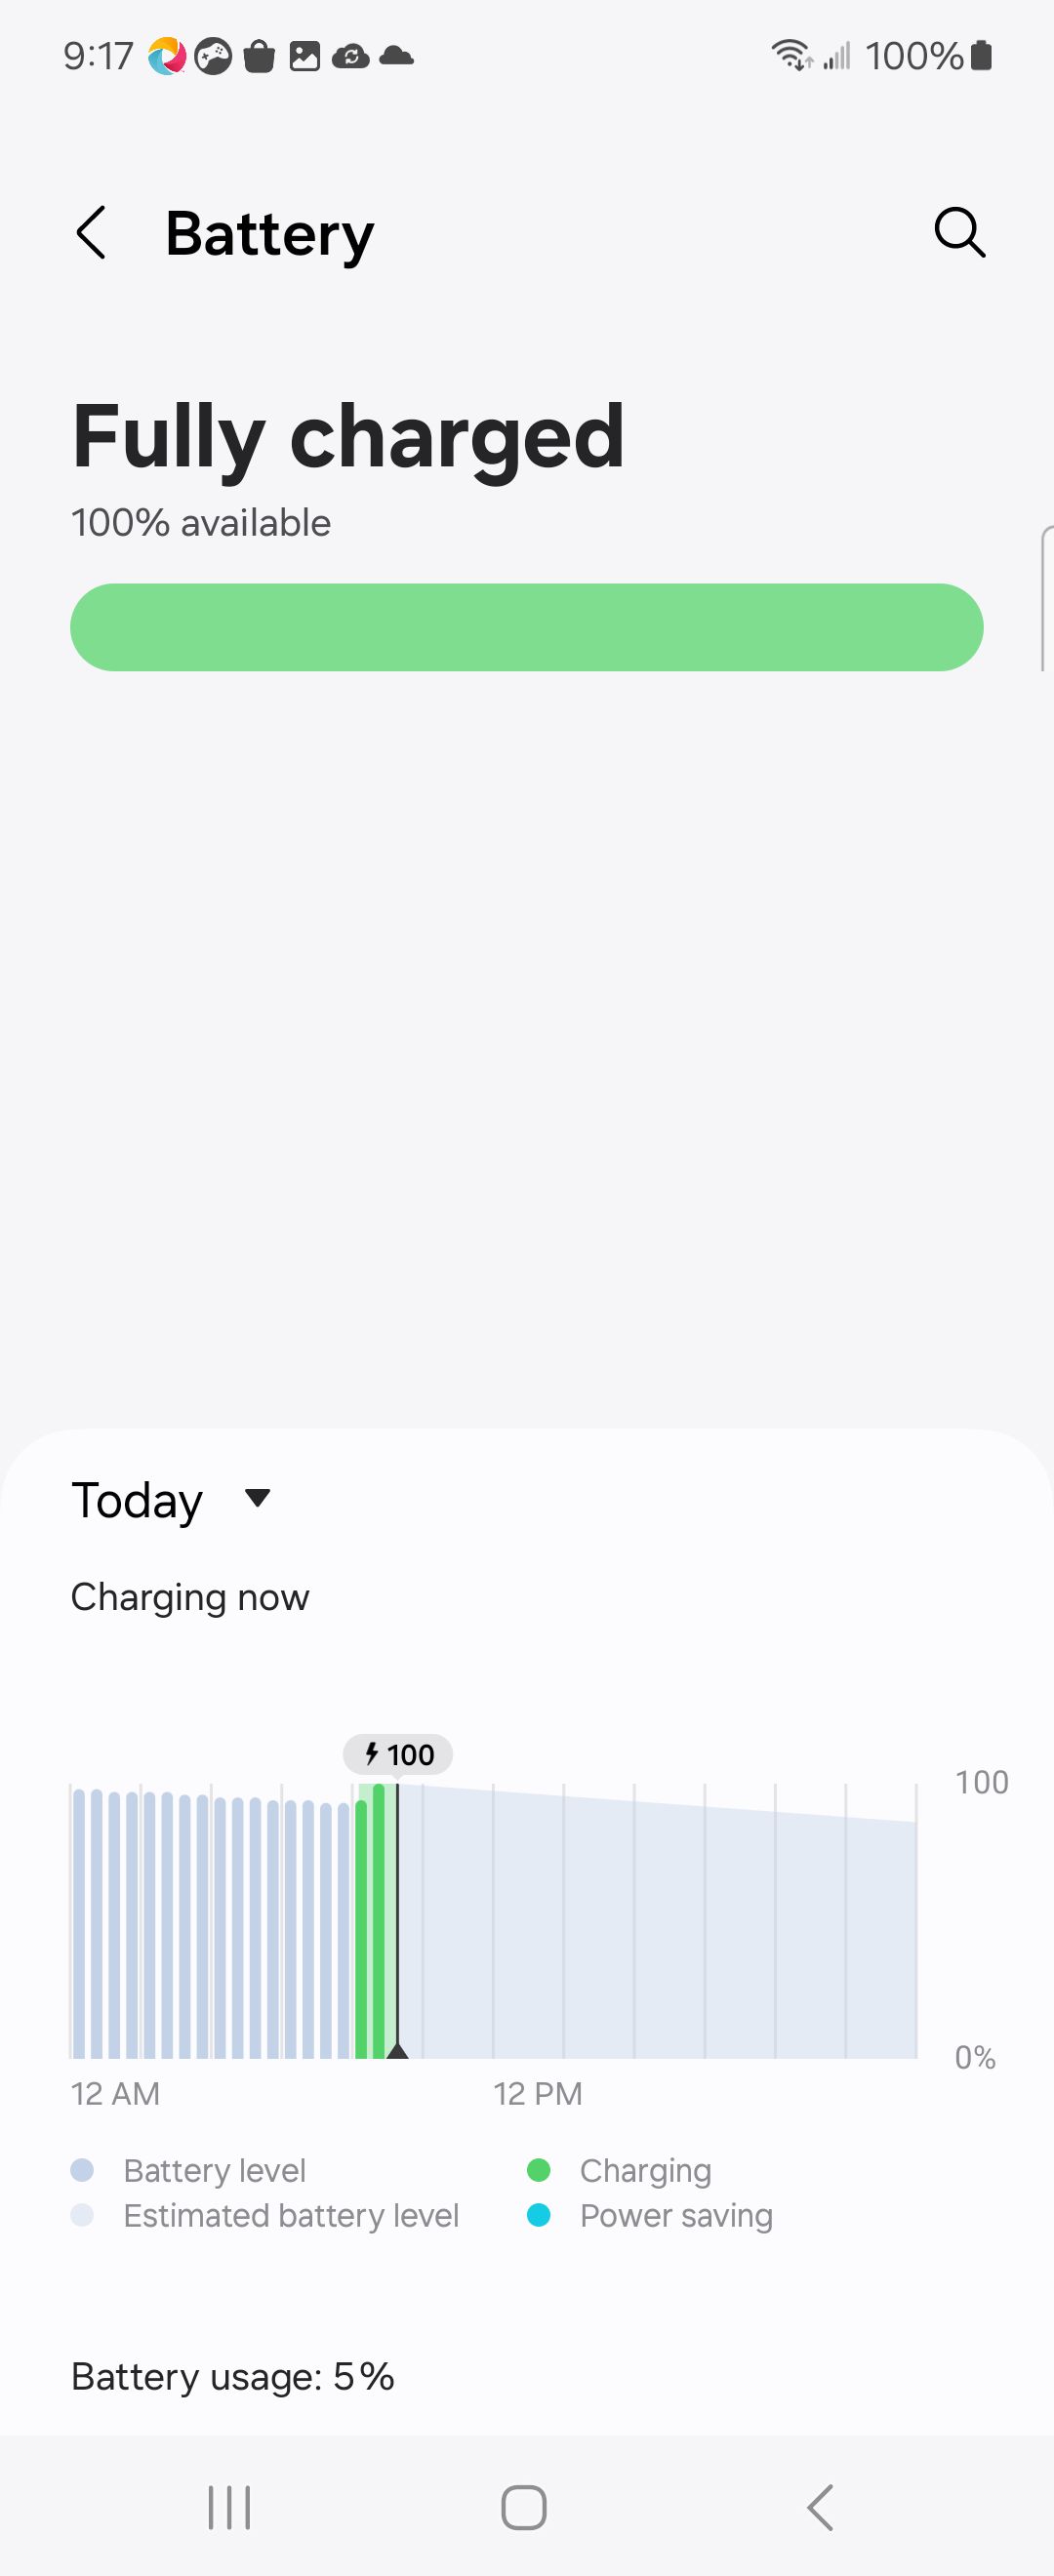 9:17 100%
Battery
Fully charged
100% available
Today
Charging now
100
100
0%
12 AM 12 PM
Battery level Charging
Estimated battery level Power saving
Battery usage: 5%